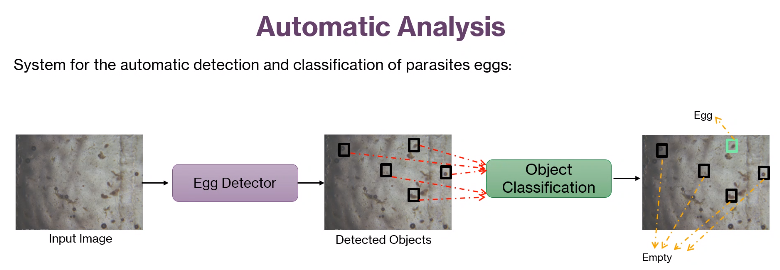 Automatic Analysis
System for the automatic detection and classification of parasites eggs:
Egg
Egg Detector
Object
Classification
Input Image
Detected Objects
Empty